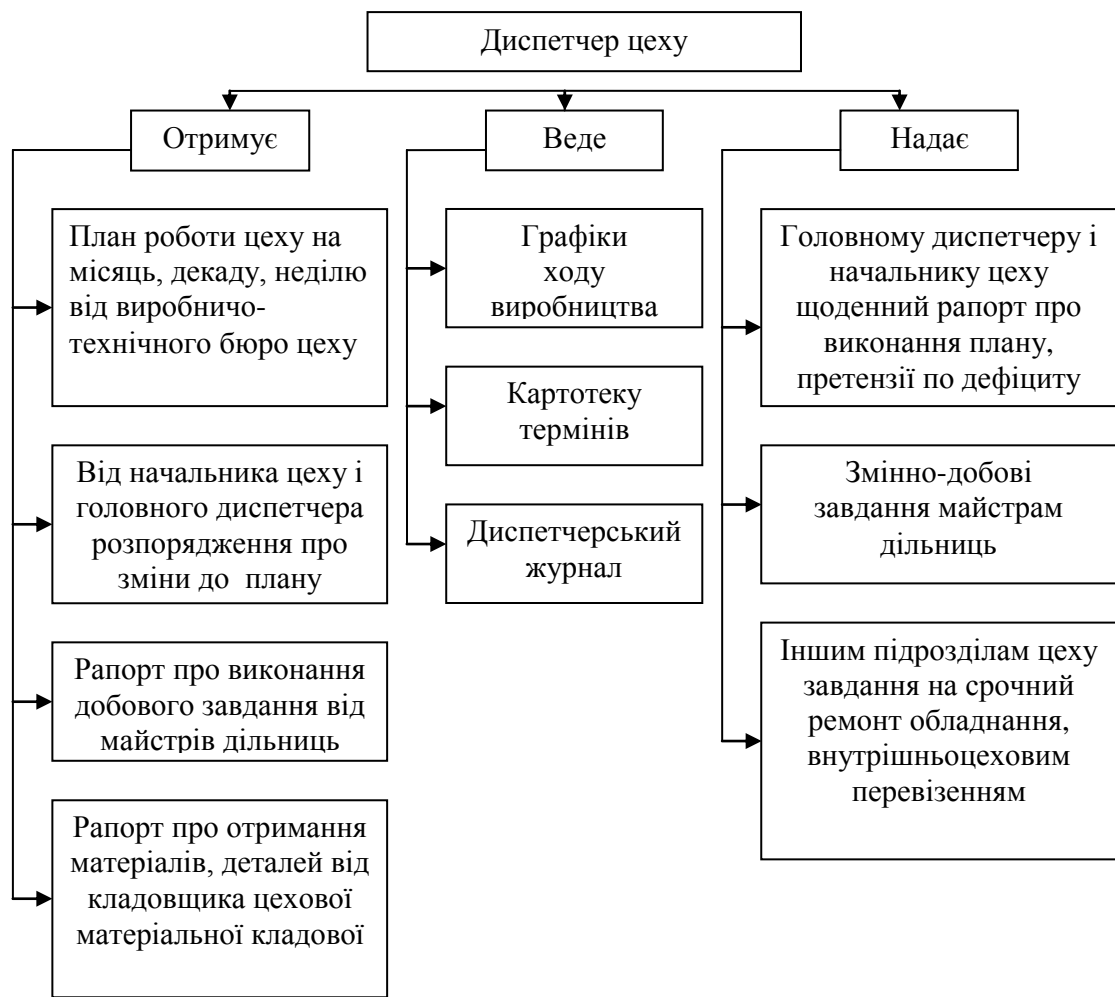 Диспетчер цеху
Отримує
Веде
Надає
План роботи цеху на
місяць, декаду, неділю
від виробничо-
технічного бюро цеху
Від начальника цеху і
головного диспетчера
розпорядження про
зміни до плану
Рапорт про виконання
добового завдання від
майстрів дільниць
Рапорт про отримання
матеріалів, деталей від
кладовщика цехової
матеріальної кладової
Графіки
ходу
виробництва
Картотеку
термінів
Диспетчерський
журнал
Головному диспетчеру і
начальнику цеху
щоденний рапорт про
виконання плану,
претензії по дефіциту
Змінно-добові
завдання майстрам
дільниць
Іншим підрозділам цеху
завдання на срочний
ремонт обладнання,
внутрішньоцеховим
перевізенням